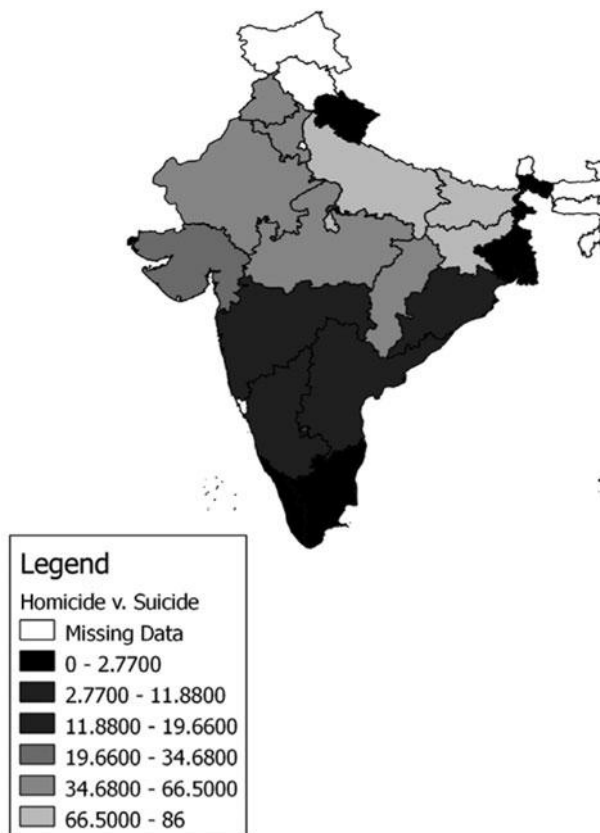 Legend
Homicide v. Suicide
Missing Data
0 - 2.7700
2.7700 - 11.8800
11.8800 - 19.6600
19.6600 - 34.6800
34.6800 - 66.5000
66.5000 - 86